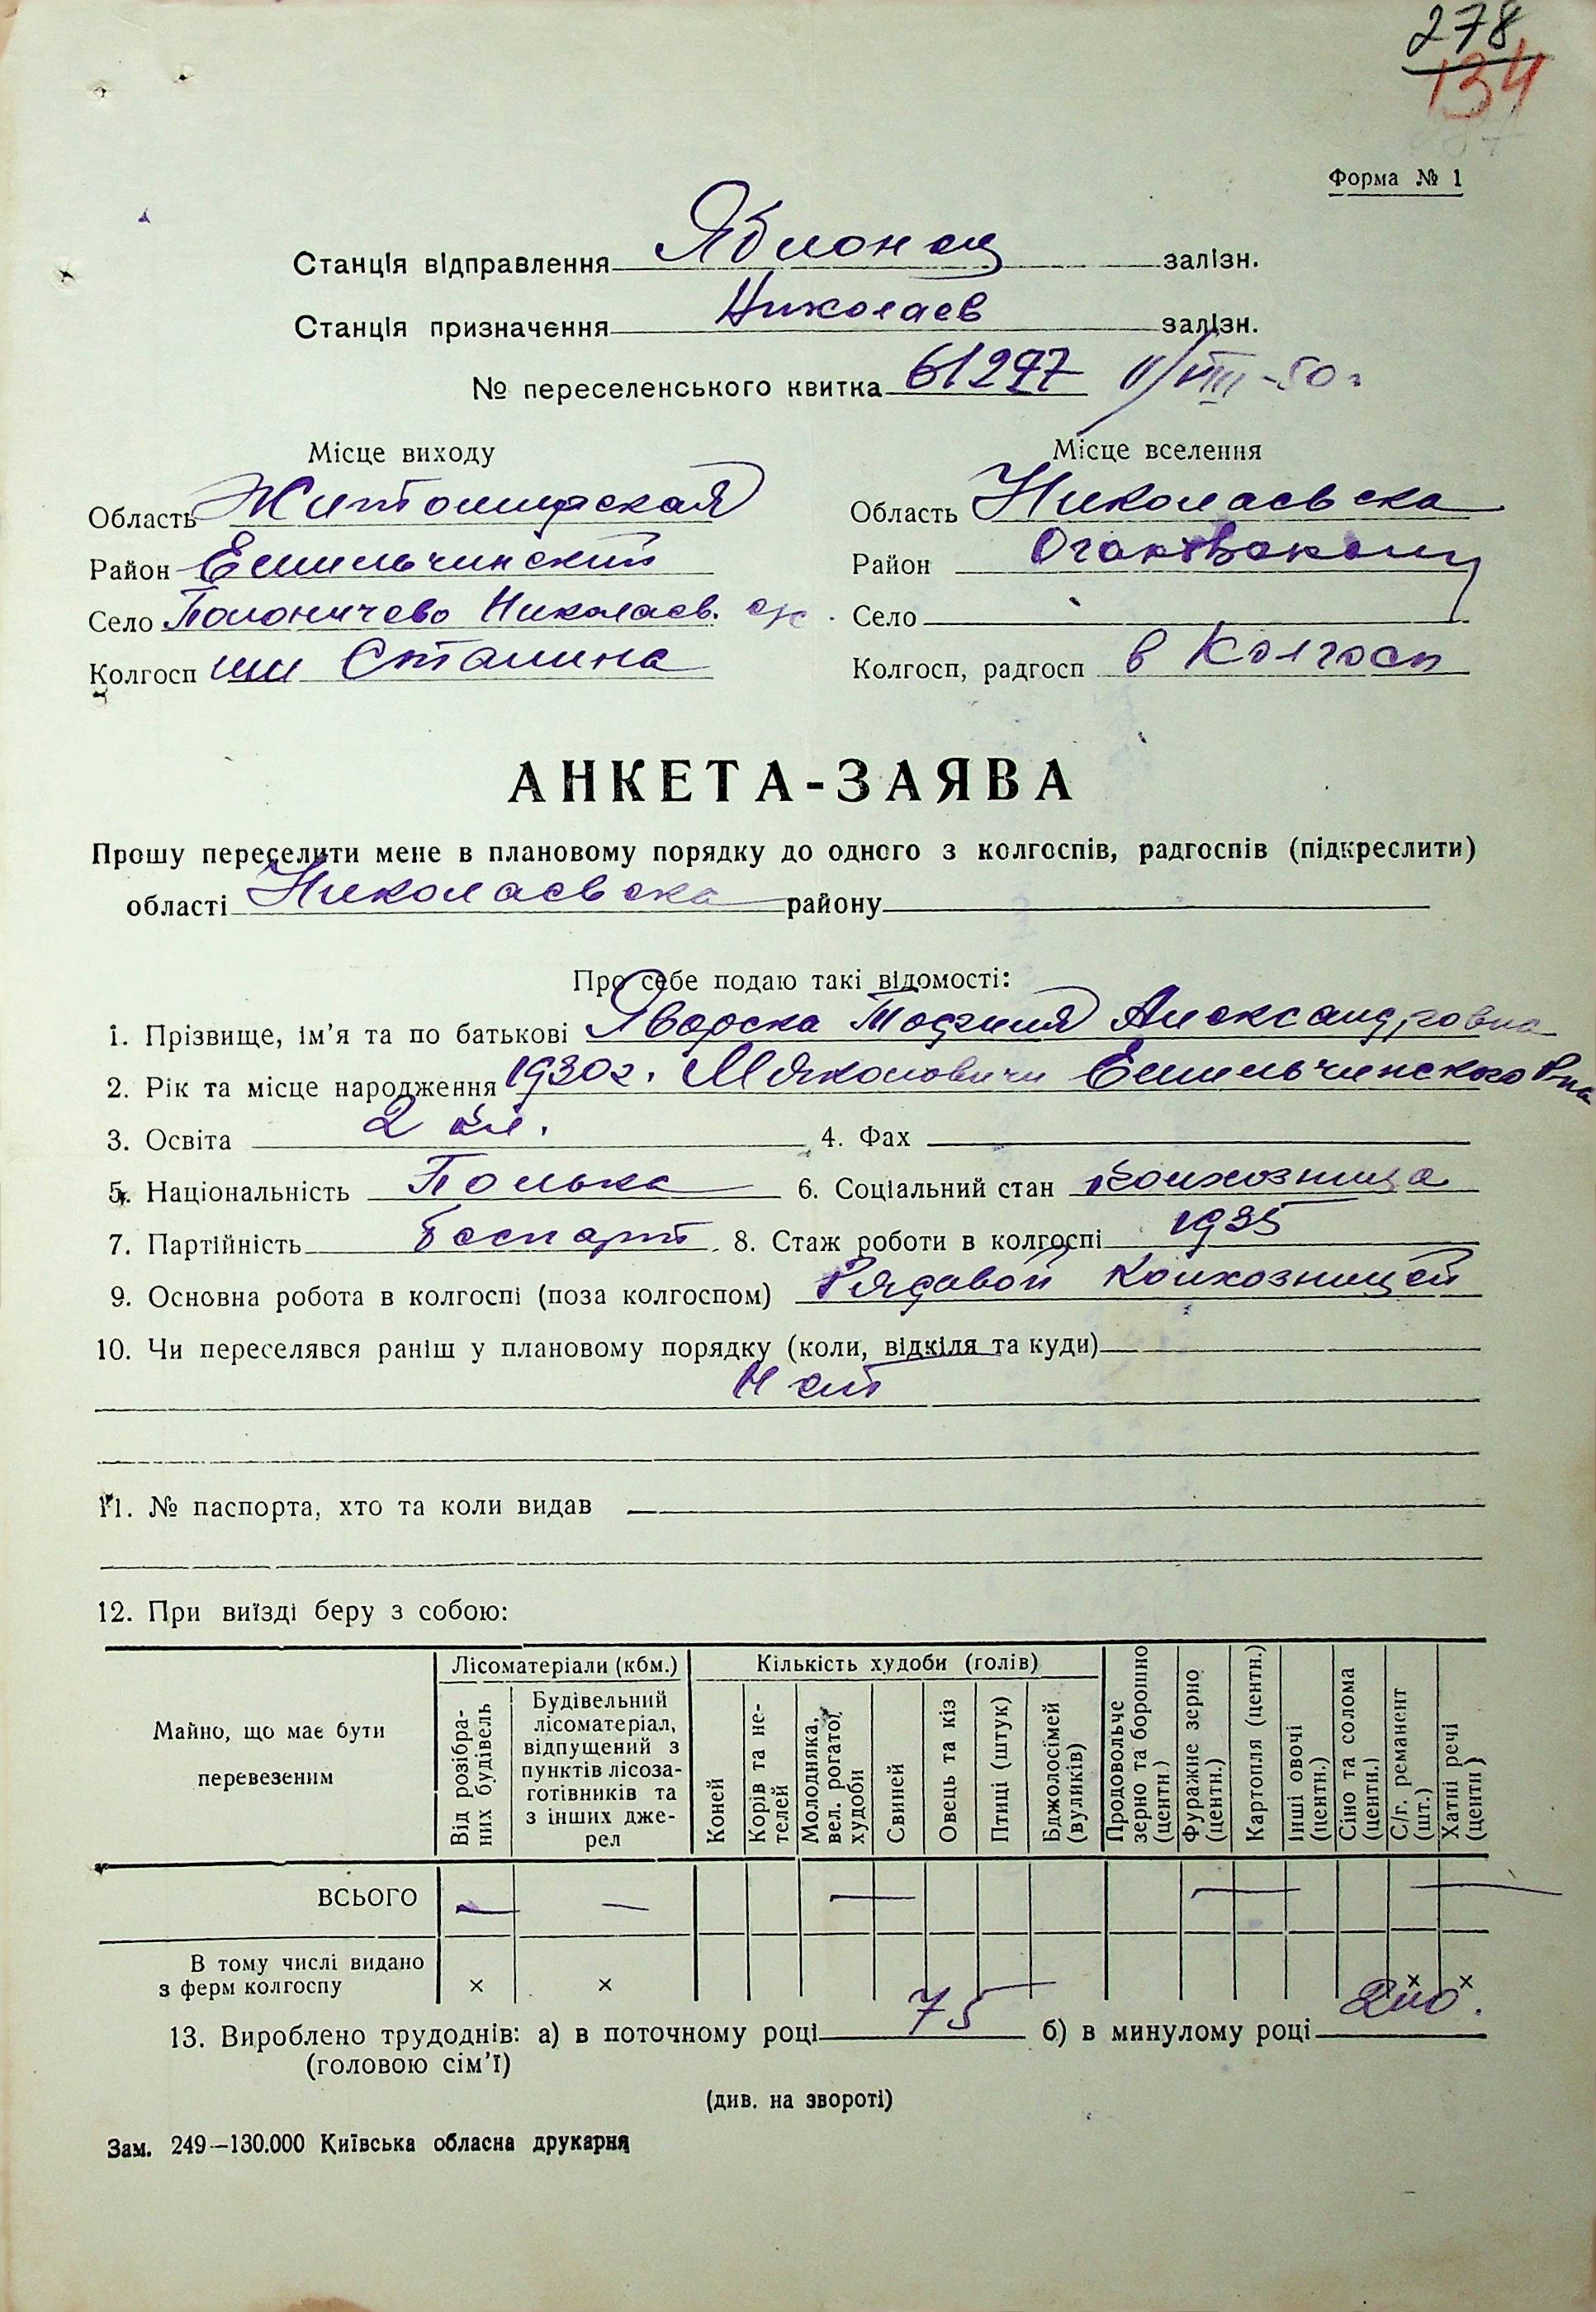 278
134
Форма № 1
Станція відправлення Яблонец залізн.
Станція призначення Николаев залізн.
№ переселенського квитка 61297 11/VIII-50г
Місце виходу
Місце вселення
Область Житомирская
Область Николаевска
Район Емильчинский
Район
Село Николаев. с/с
Село
Колгосп им Сталина
Колгосп, радгосп в Колгосп
АНКЕТА-ЗАЯВА
Прошу переселити мене в плановому порядку до одного з колгоспів, радгоспів (підкреслити)
області Николаевска району
Про себе подаю такі відомості:
1. Прізвище, ім'я та по батькові Яворска Александровна
2. Рік та місце народження 1930г. Мяколовичи Емильчинского р-на
3. Освіта 2 кл. 4. Фах
5. Національність Полька 6. Соціальний стан колхозница
7. Партійність беспарт 8. Стаж роботи в колгоспі 1935
9. Основна робота в колгоспі (поза колгоспом) Рядавой Колхозницей
10. Чи переселявся раніш у плановому порядку (коли, відкіля та куди)
Нет
11. № паспорта, хто та коли видав
12. При виїзді беру з собою:
Майно, що має бути перевезеним
Лісоматеріали (кбм.)
Від розібраних будівель
Будівельний лісоматеріал, відпущений з пунктів лісозаготівників та з інших джерел
Кількість худоби (голів)
Коней
Корів та нетелей
Молодняка, вел. рогатої худоби
Свиней
Овець та кіз
Птиці (штук)
Бджолосімей (вуликів)
Продовольче зерно та борошно (центн.)
Фуражне зерно (центн.)
Картопля (центн.)
Інші овочі (центн.)
Сіно та солома (центн.)
С/г. реманент (шт.)
Хатні речі (центн)
ВСЬОГО — — — — —
В тому числі видано
з ферм колгоспу × × × ×
13. Вироблено трудоднів: а) в поточному році 75 б) в минулому році 200.
(головою сім'ї)
(див. на звороті)
Зам. 249—130.000 Київська обласна друкарня